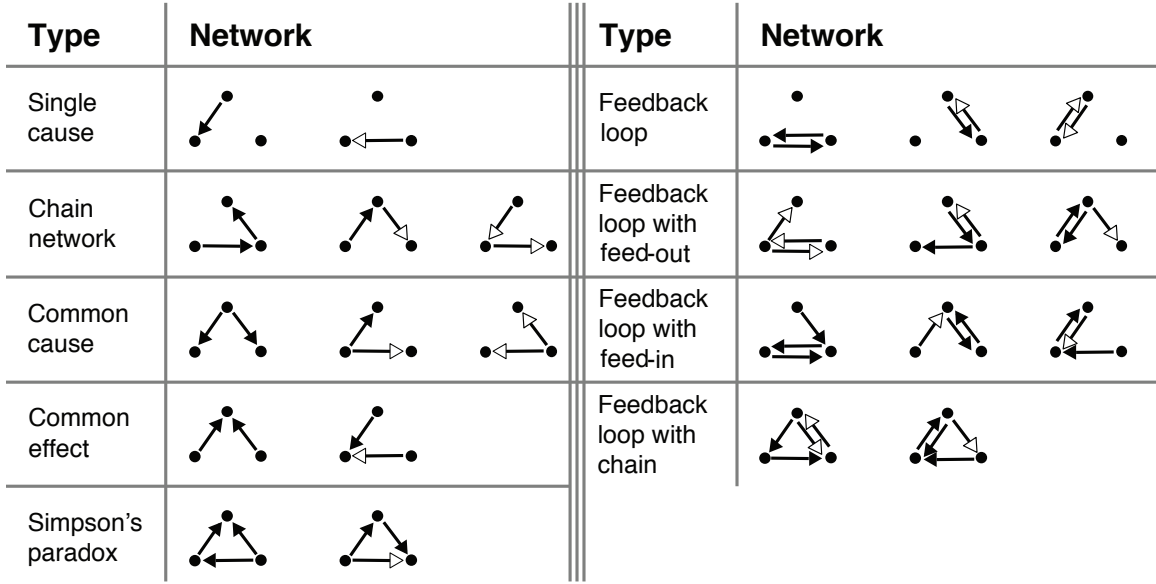 Type
Network
Single
cause
Chain
network
Common
cause
Common
effect
Simpson's
paradox
Type
Network
Feedback
loop
Feedback
loop with
feed-out
Feedback
loop with
feed-in
Feedback
loop with
chain